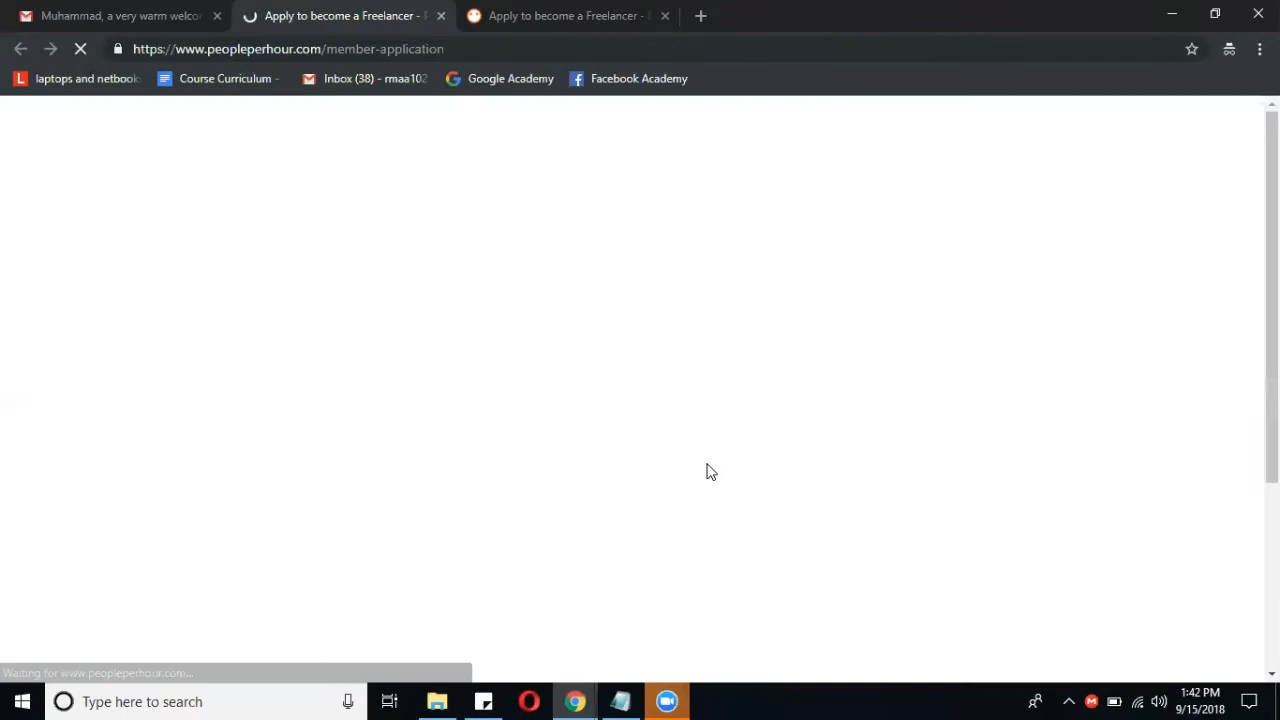 Muhammad, a very warm welco
Apply to become a Freelancer -
Apply to become a Freelancer -
https://www.peopleperhour.com/member-application
laptops and netbook
Course Curriculum -
Inbox (38) - rmaa102
Google Academy
Facebook Academy
Waiting for www.peopleperhour.com...
Type here to search
1:42 PM
9/15/2018